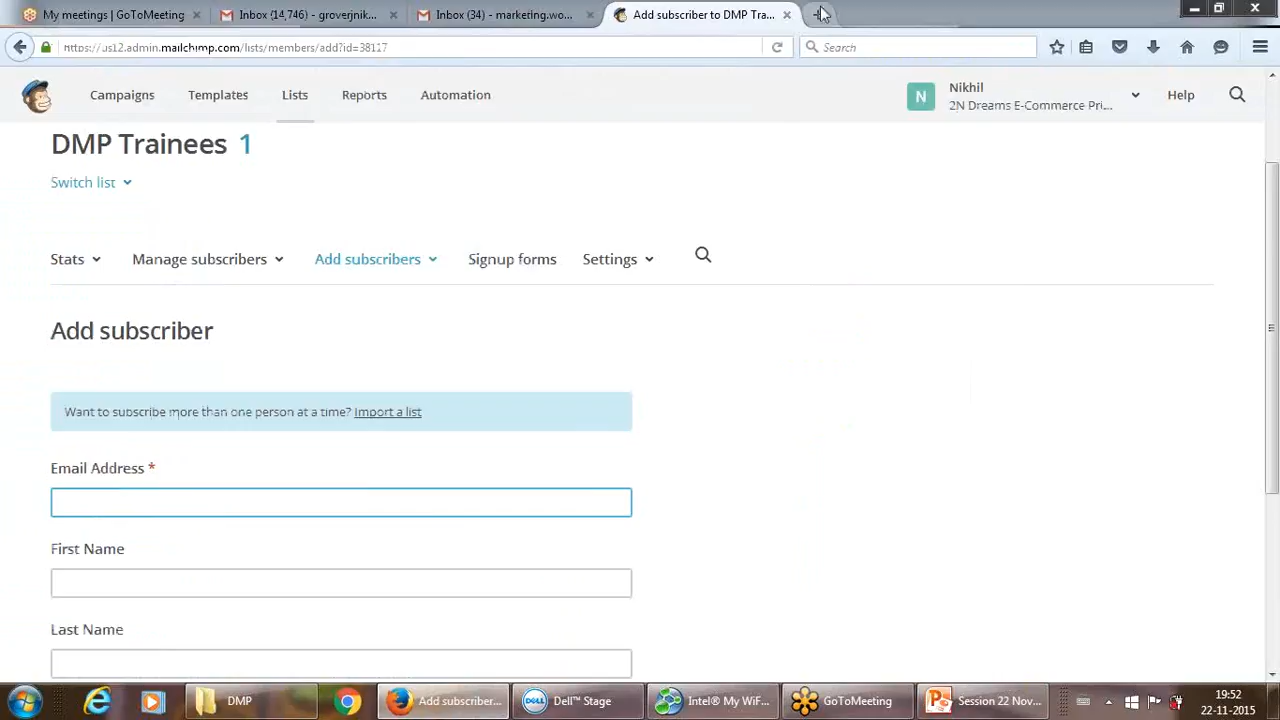 My meetings | GoToMeeting
Inbox (14,746) - groverjnik...
Inbox (34) - marketing.wo...
Add subscriber to DMP Tra...
https://us12.admin.mailchimp.com/lists/members/add?id=38117
Search
Campaigns
Templates
Lists
Reports
Automation
N
Nikhil
2N Dreams E-Commerce Pri...
Help
DMP Trainees 1
Switch list
Stats
Manage subscribers
Add subscribers
Signup forms
Settings
Add subscriber
Want to subscribe more than one person at a time? Import a list
Email Address *
First Name
Last Name
DMP
Add subscriber...
DELL
Dell™ Stage
Intel® My WiF...
GoToMeeting
Session 22 Nov...
19:52
22-11-2015